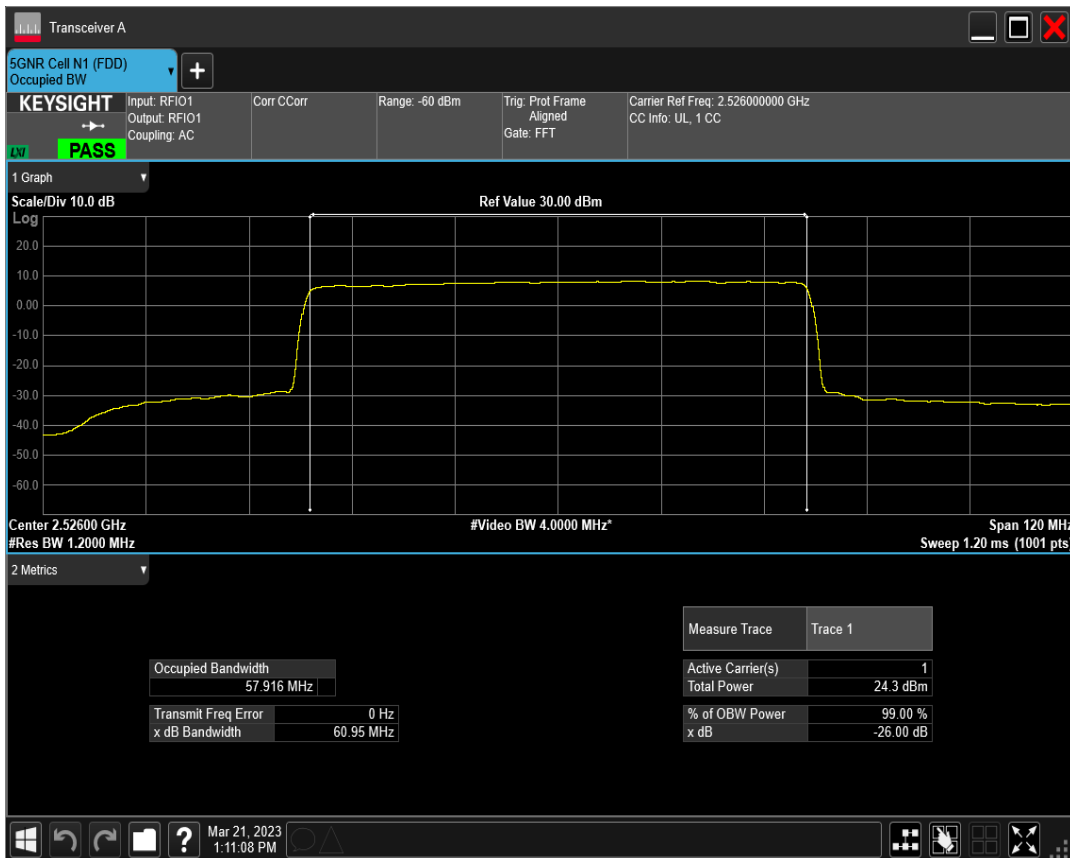 Transceiver A
5GNR Cell N1 (FDD)
Occupied BW
+
KEYSIGHT
LXI
PASS
Input: RFIO1
Output: RFIO1
Coupling: AC
Corr CCorr
Range: -60 dBm
Trig: Prot Frame
Aligned
Gate: FFT
Carrier Ref Freq: 2.526000000 GHz
CC Info: UL, 1 CC
1 Graph
Scale/Div 10.0 dB
Ref Value 30.00 dBm
Log
20.0
10.0
0.00
-10.0
-20.0
-30.0
-40.0
-50.0
-60.0
Center 2.52600 GHz
#Video BW 4.0000 MHz*
Span 120 MHz
#Res BW 1.2000 MHz
Sweep 1.20 ms (1001 pts)
2 Metrics
Measure Trace Trace 1
Occupied Bandwidth
57.916 MHz
Active Carrier(s) 1
Total Power 24.3 dBm
Transmit Freq Error 0 Hz
x dB Bandwidth 60.95 MHz
% of OBW Power 99.00 %
x dB -26.00 dB
?
Mar 21, 2023
1:11:08 PM